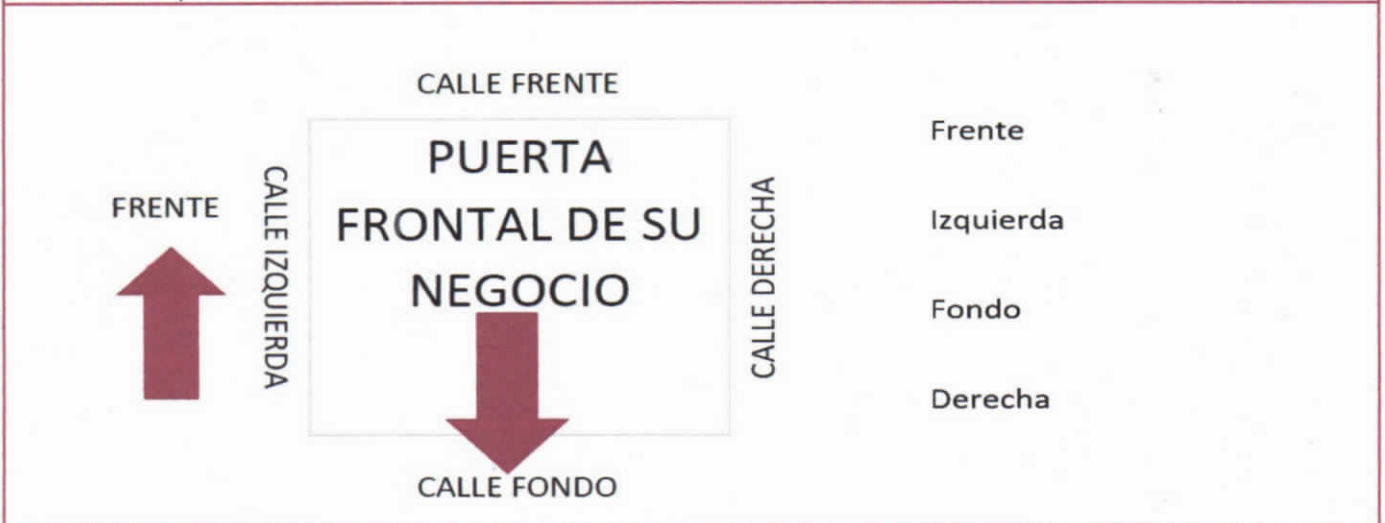 CALLE FRENTE
PUERTA
FRONTAL DE SU
NEGOCIO
FRENTE
CALLE IZQUIERDA
CALLE DERECHA
CALLE FONDO
Frente
Izquierda
Fondo
Derecha